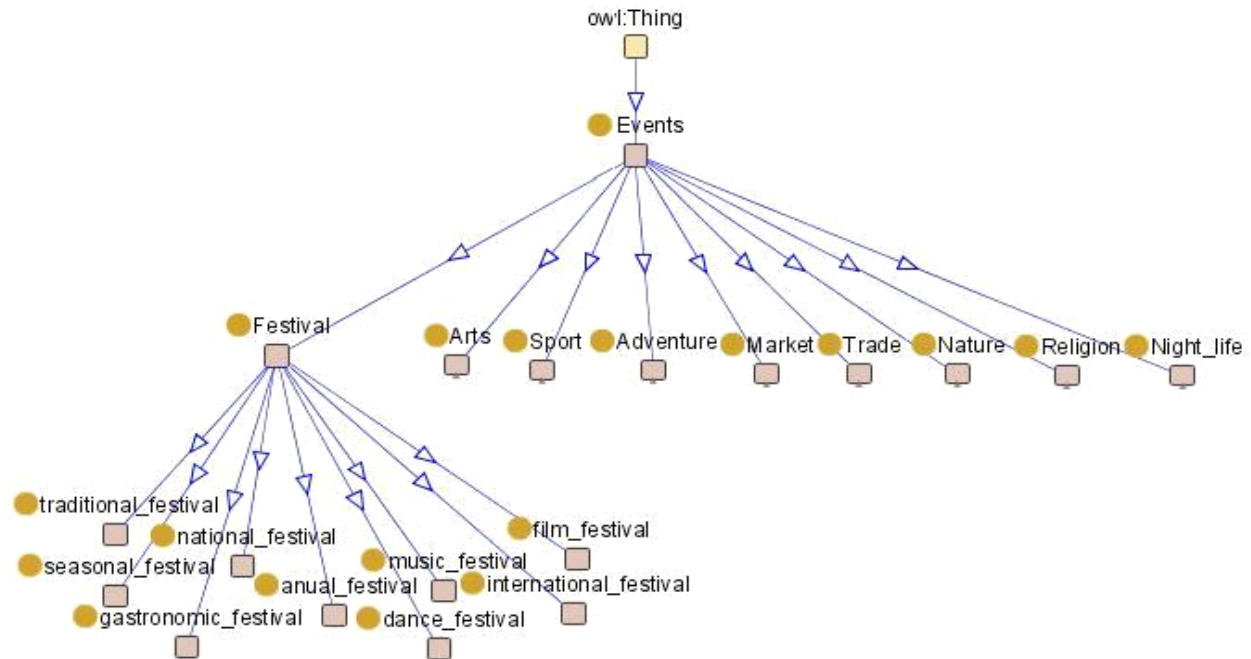 owl:Thing
Events
Festival
Arts
Sport
Adventure
Market
Trade
Nature
Religion
Night_life
traditional_festival
national_festival
film_festival
seasonal_festival
music_festival
anual_festival
international_festival
gastronomic_festival
dance_festival